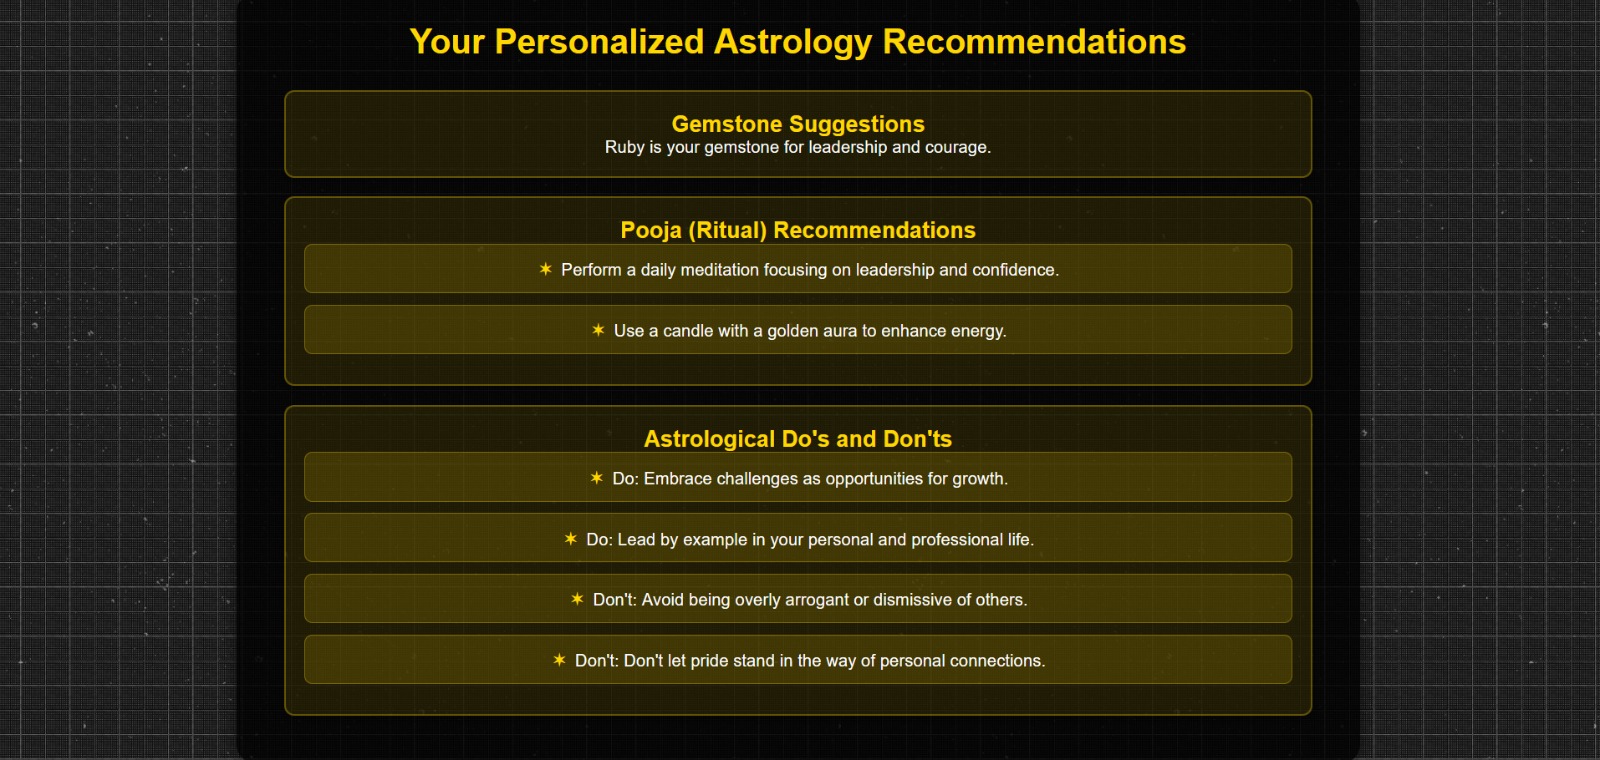 Your Personalized Astrology Recommendations
Gemstone Suggestions
Ruby is your gemstone for leadership and courage.
Pooja (Ritual) Recommendations
✶ Perform a daily meditation focusing on leadership and confidence.
✶ Use a candle with a golden aura to enhance energy.
Astrological Do's and Don'ts
✶ Do: Embrace challenges as opportunities for growth.
✶ Do: Lead by example in your personal and professional life.
✶ Don't: Avoid being overly arrogant or dismissive of others.
✶ Don't: Don't let pride stand in the way of personal connections.